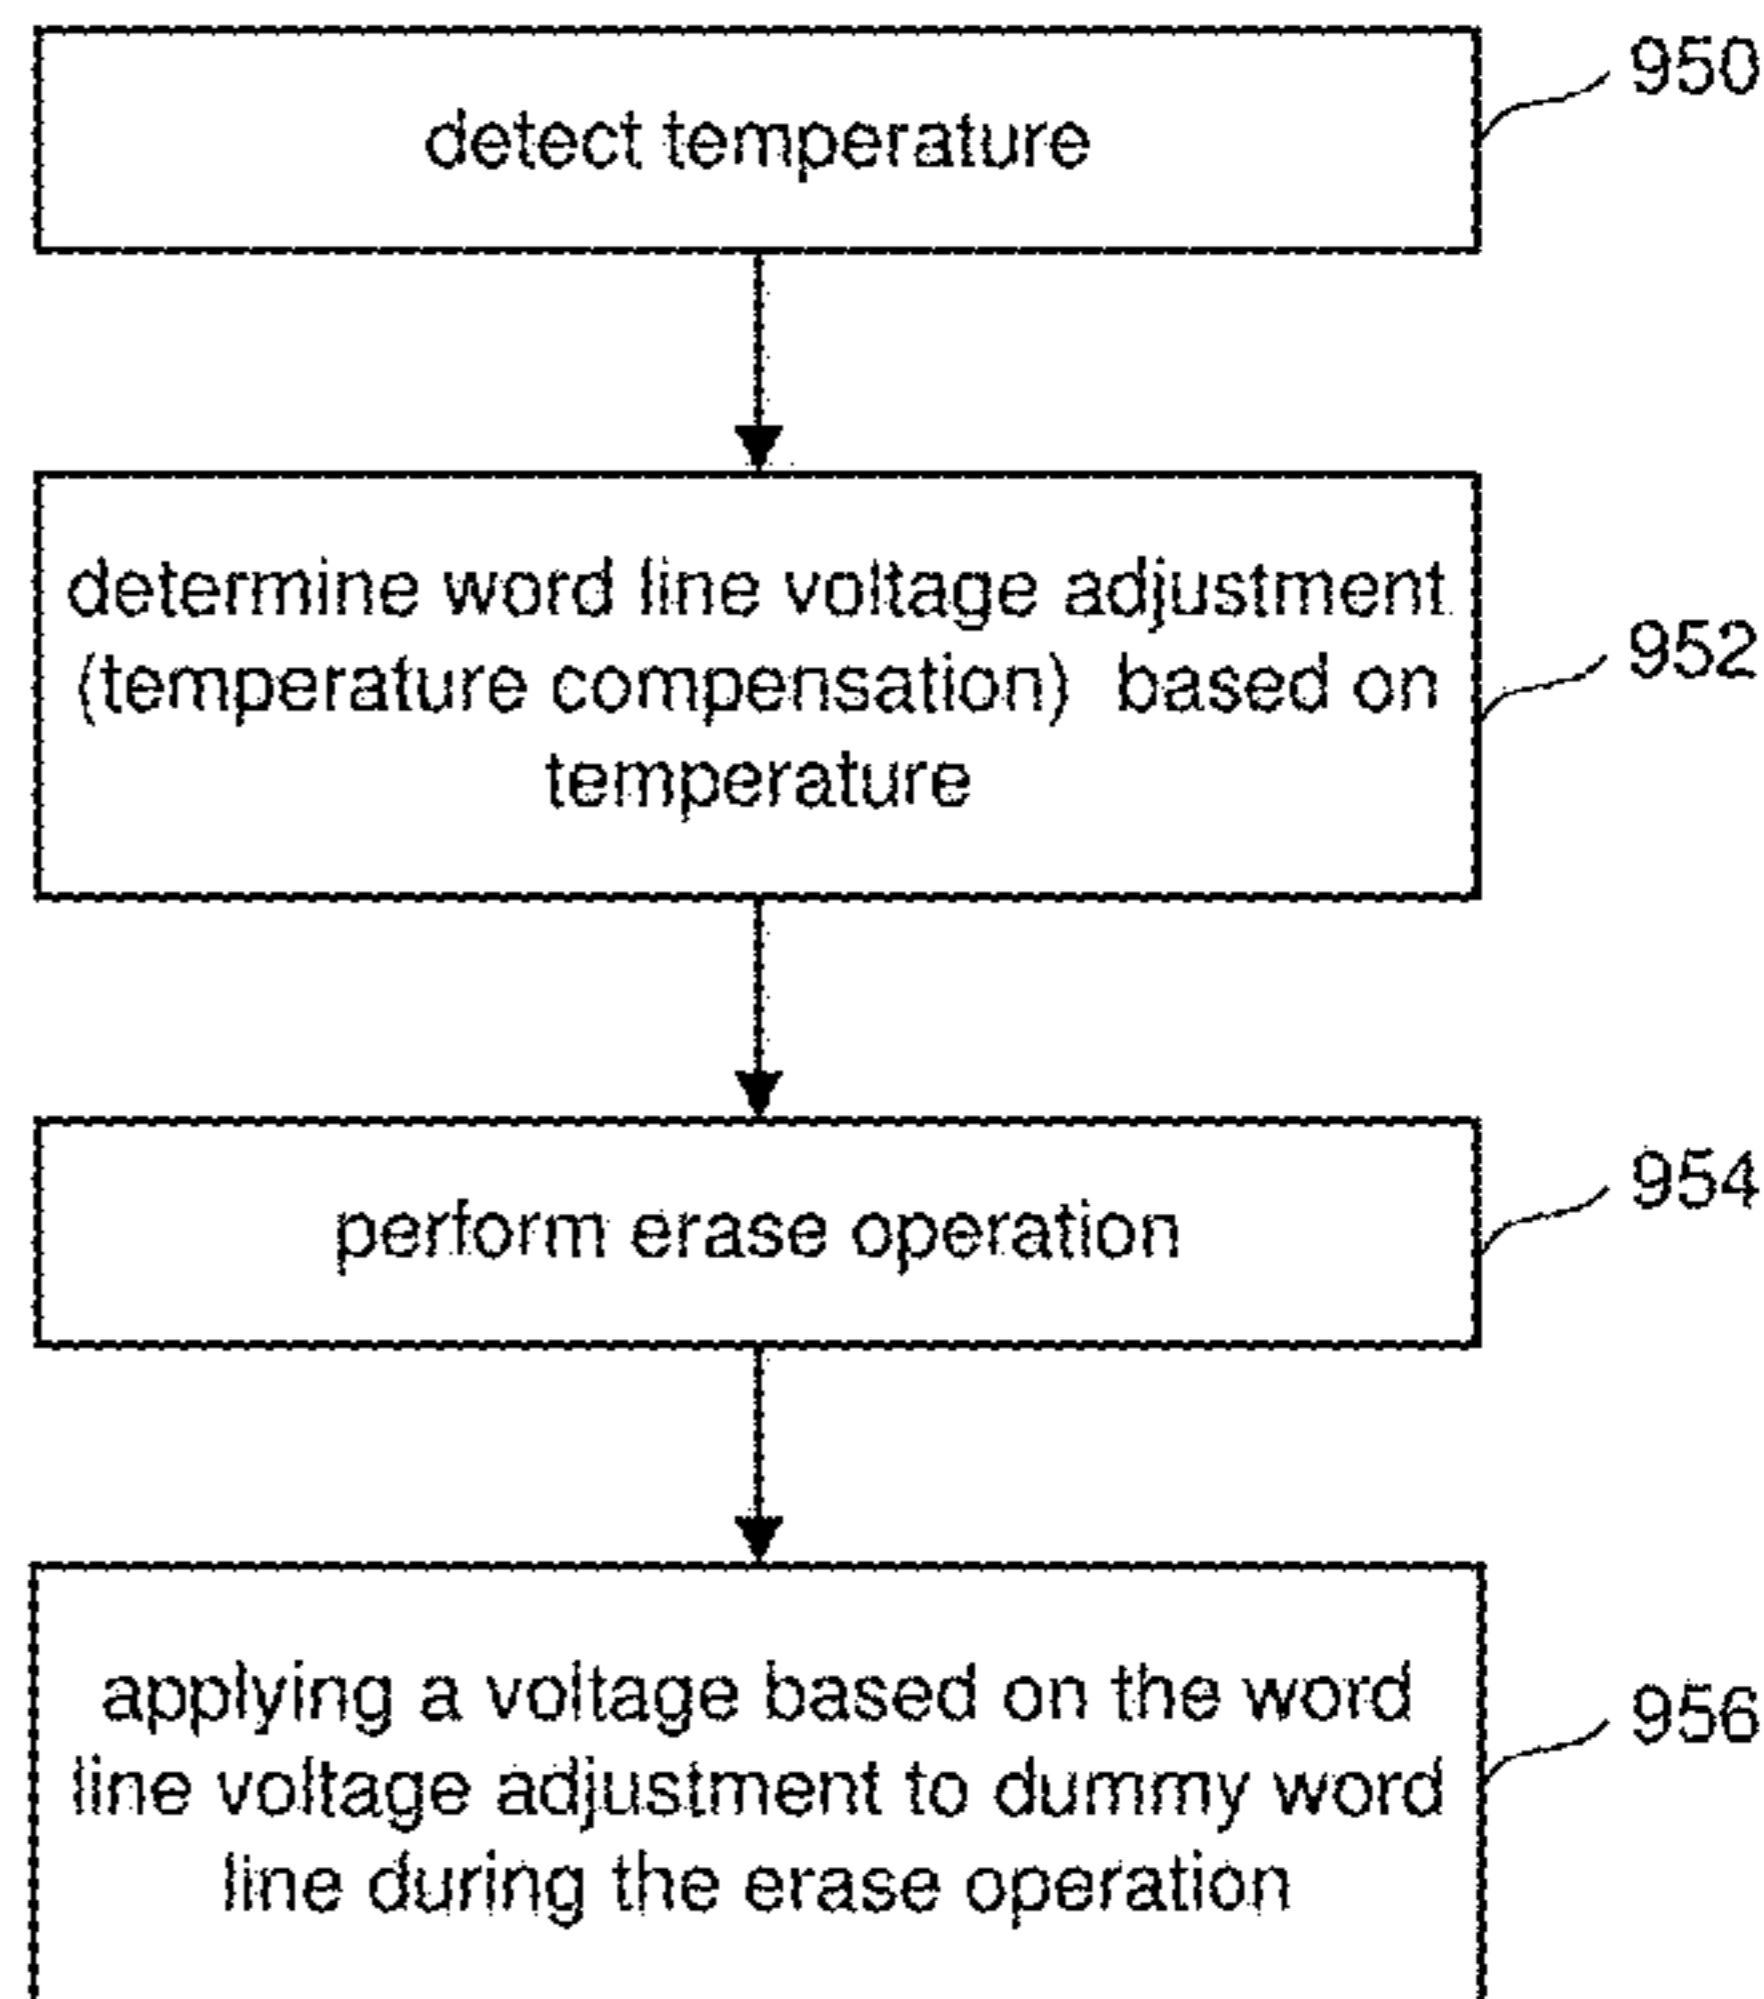 detect temperature
950
determine word line voltage adjustment
(temperature compensation) based on
temperature
952
perform erase operation
954
applying a voltage based on the word
line voltage adjustment to dummy word
line during the erase operation
956